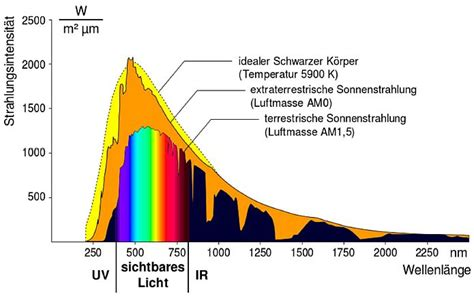 W
m² µm
Strahlungsintensität
2500
2000
1500
1000
500
idealer Schwarzer Körper
(Temperatur 5900 K)
extraterrestrische Sonnenstrahlung
(Luftmasse AM0)
terrestrische Sonnenstrahlung
(Luftmasse AM1,5)
250 500 750 1000 1250 1500 1750 2000 2250 nm
Wellenlänge
UV sichtbares Licht IR